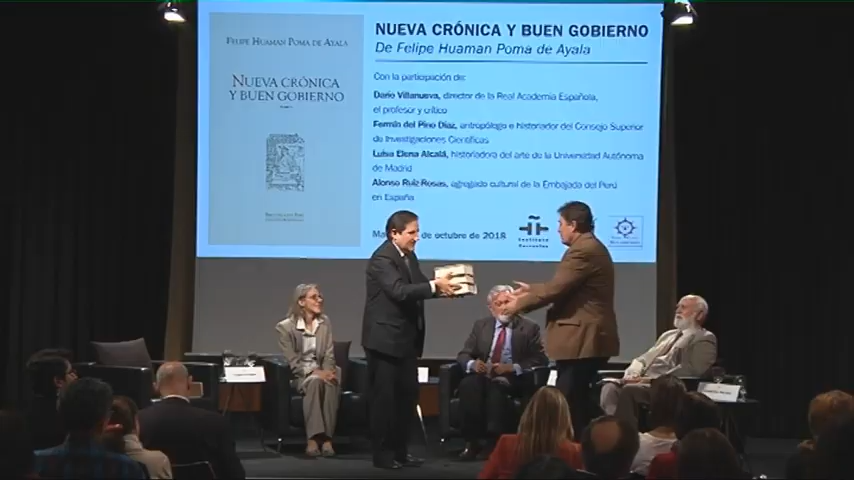 NUEVA CRÓNICA Y BUEN GOBIERNO
De Felipe Huaman Poma de Ayala
FELIPE HUAMAN POMA DE AYALA
NUEVA CRÓNICA
Y BUEN GOBIERNO
Con la participación de:
Darío Villanueva, director de la Real Academia Española,
el profesor y crítico
Fermín del Pino Díaz, antropólogo e historiador del Consejo Superior
de Investigaciones Científicas
Luisa Elena Alcalá, historiadora del arte de la Universidad Autónoma
de Madrid
Alonso Ruiz Rosas, agregado cultural de la Embajada del Perú
en España
de octubre de 2018
Instituto
Cervantes